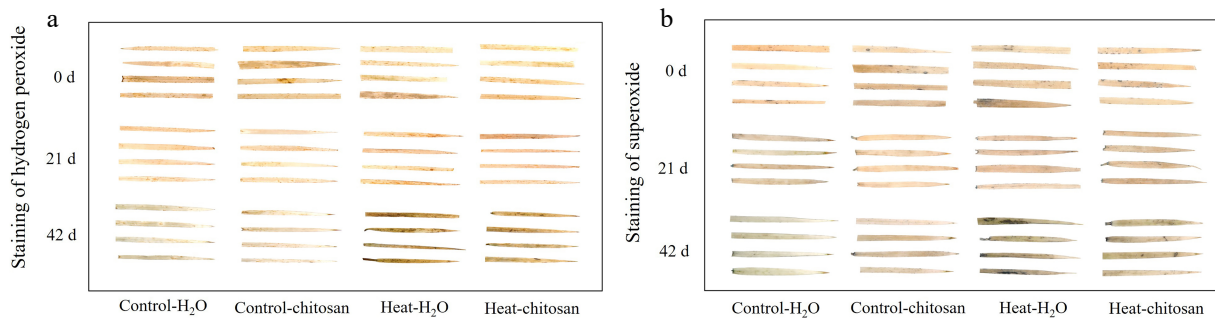 a
Staining of hydrogen peroxide
0 d
21 d
42 d
Control-H₂O Control-chitosan Heat-H₂O Heat-chitosan
b
Staining of superoxide
0 d
21 d
42 d
Control-H₂O Control-chitosan Heat-H₂O Heat-chitosan